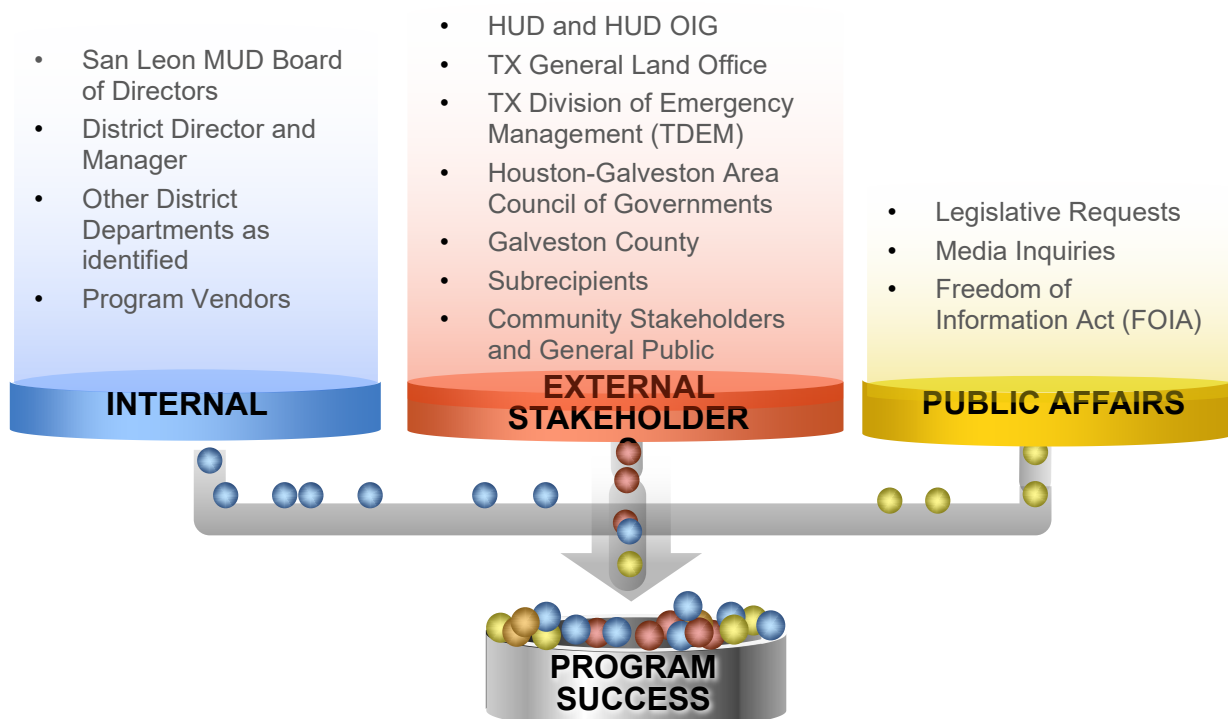 • San Leon MUD Board
of Directors
• District Director and
Manager
• Other District
Departments as
identified
• Program Vendors
INTERNAL
• HUD and HUD OIG
• TX General Land Office
• TX Division of Emergency
Management (TDEM)
• Houston-Galveston Area
Council of Governments
• Galveston County
• Subrecipients
• Community Stakeholders
and General Public
EXTERNAL
STAKEHOLDER
• Legislative Requests
• Media Inquiries
• Freedom of
Information Act (FOIA)
PUBLIC AFFAIRS
PROGRAM
SUCCESS